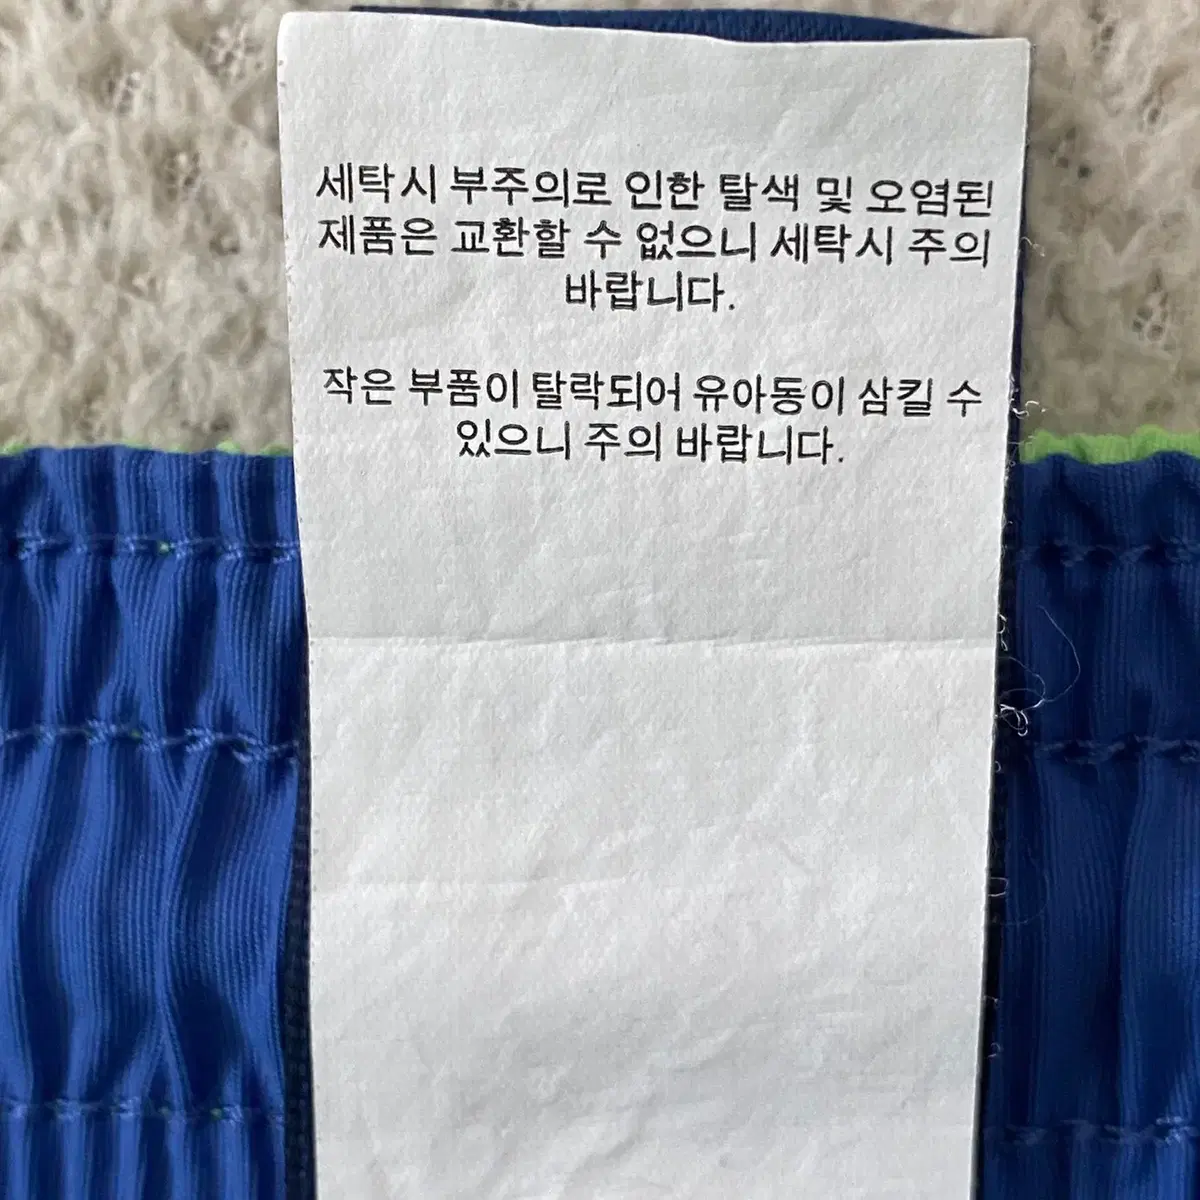 세탁시 부주의로 인한 탈색 및 오염된
제품은 교환할 수 없으니 세탁시 주의
바랍니다.
작은 부품이 탈락되어 유아동이 삼킬 수
있으니 주의 바랍니다.